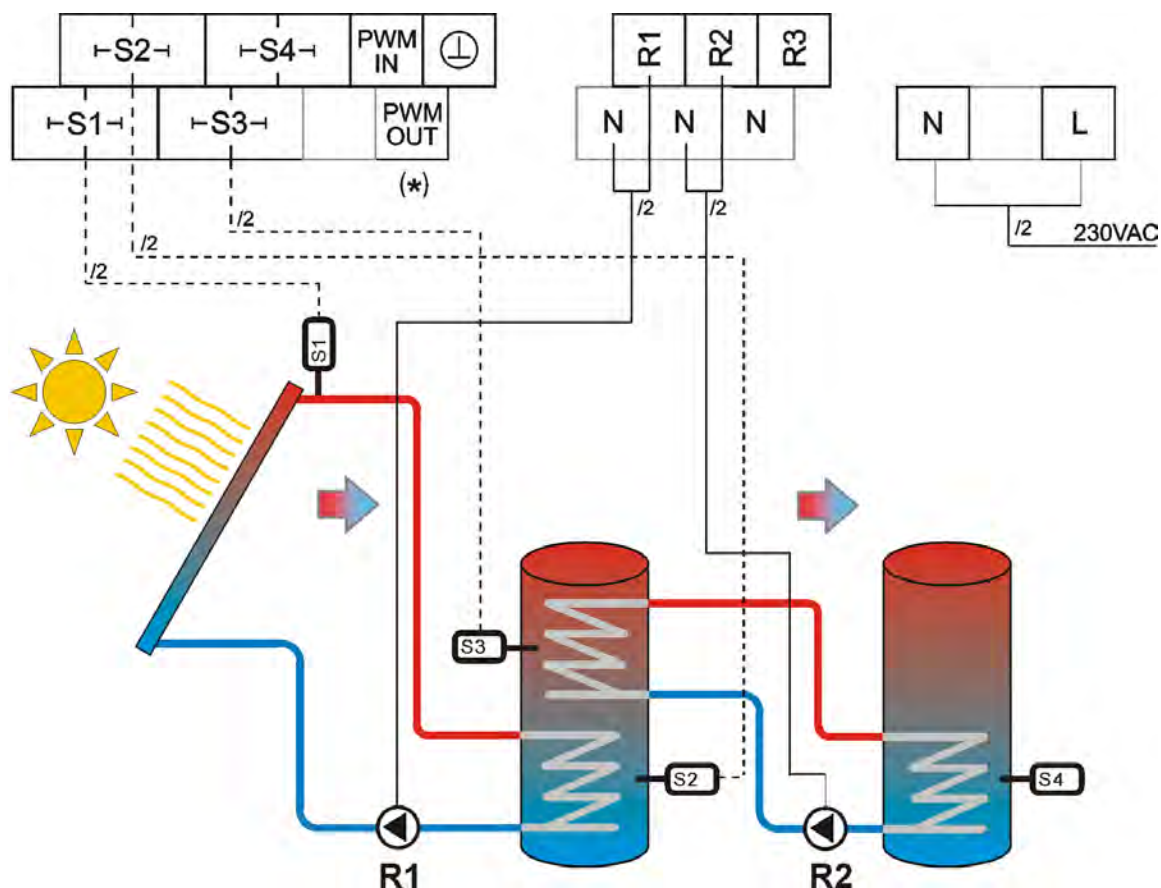 S2 S4 PWM IN R1 R2 R3
S1 S3 PWM OUT N N N N L
(*)
/2 /2 /2 /2 /2 230VAC
/2
S1
S3
S2 S4
R1 R2